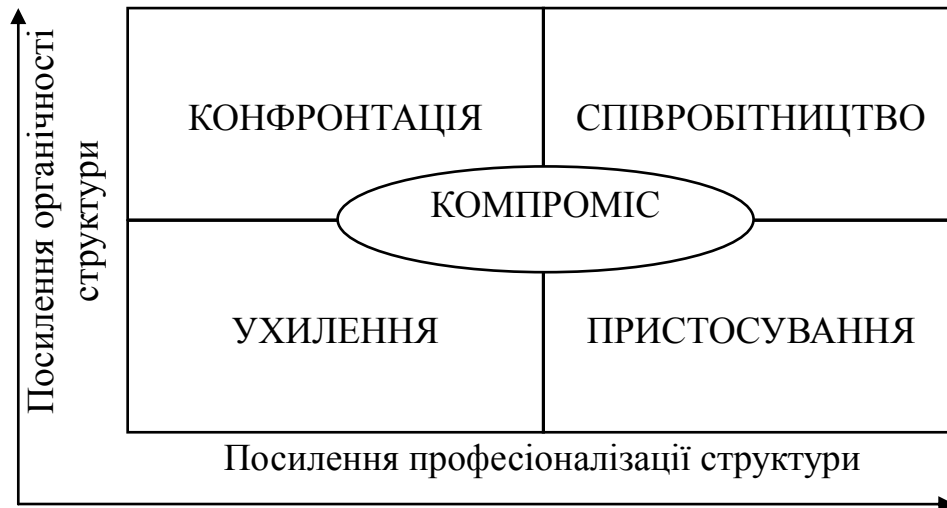 Посилення органічності
структури
КОНФРОНТАЦІЯ
СПІВРОБІТНИЦТВО
КОМПРОМІС
УХИЛЕННЯ
ПРИСТОСУВАННЯ
Посилення професіоналізації структури